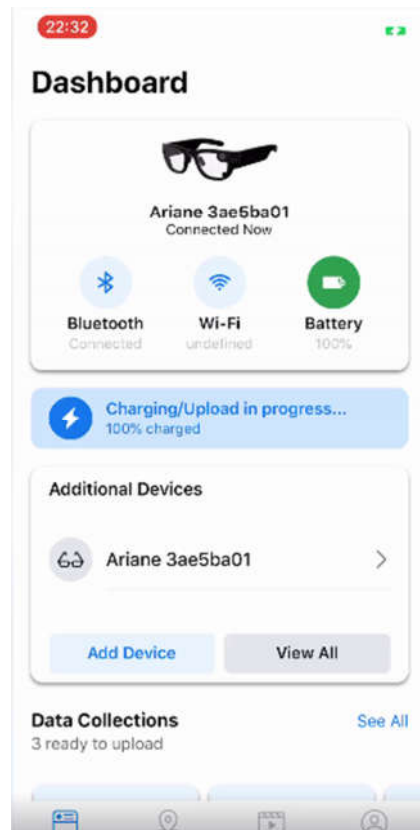 22:32
Dashboard
Ariane 3ae5ba01
Connected Now
Bluetooth Wi-Fi Battery
Connected undefined 100%
Charging/Upload in progress...
100% charged
Additional Devices
Ariane 3ae5ba01
Add Device View All
Data Collections See All
3 ready to upload